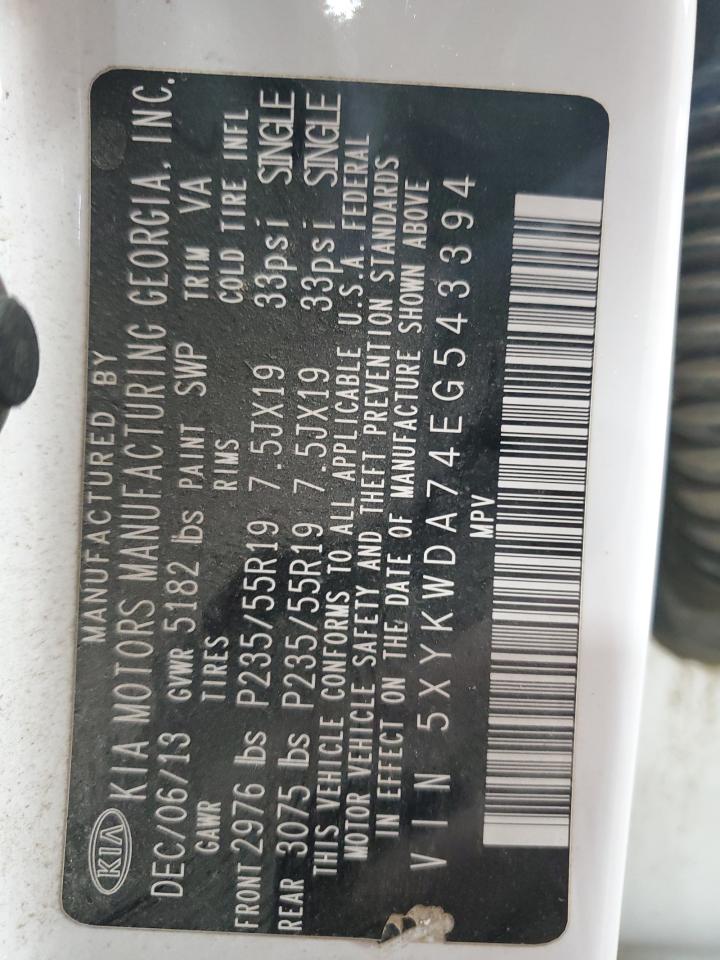 MANUFACTURED BY
KIA KIA MOTORS MANUFACTURING GEORGIA, INC.
DEC/06/13 GVWR 5182 lbs PAINT SWP TRIM VA
GAWR TIRES RIMS COLD TIRE INFL
FRONT 2976 lbs P235/55R19 7.5JX19 33psi SINGLE
REAR 3075 lbs P235/55R19 7.5JX19 33psi SINGLE
THIS VEHICLE CONFORMS TO ALL APPLICABLE U.S.A. FEDERAL
MOTOR VEHICLE SAFETY AND THEFT PREVENTION STANDARDS
IN EFFECT ON THE DATE OF MANUFACTURE SHOWN ABOVE
VIN 5XYKWDA74EG543394
MPV